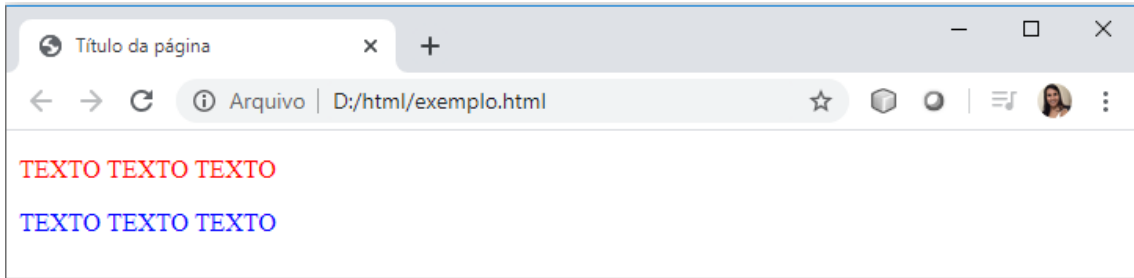 Título da página
Arquivo D:/html/exemplo.html
TEXTO TEXTO TEXTO
TEXTO TEXTO TEXTO